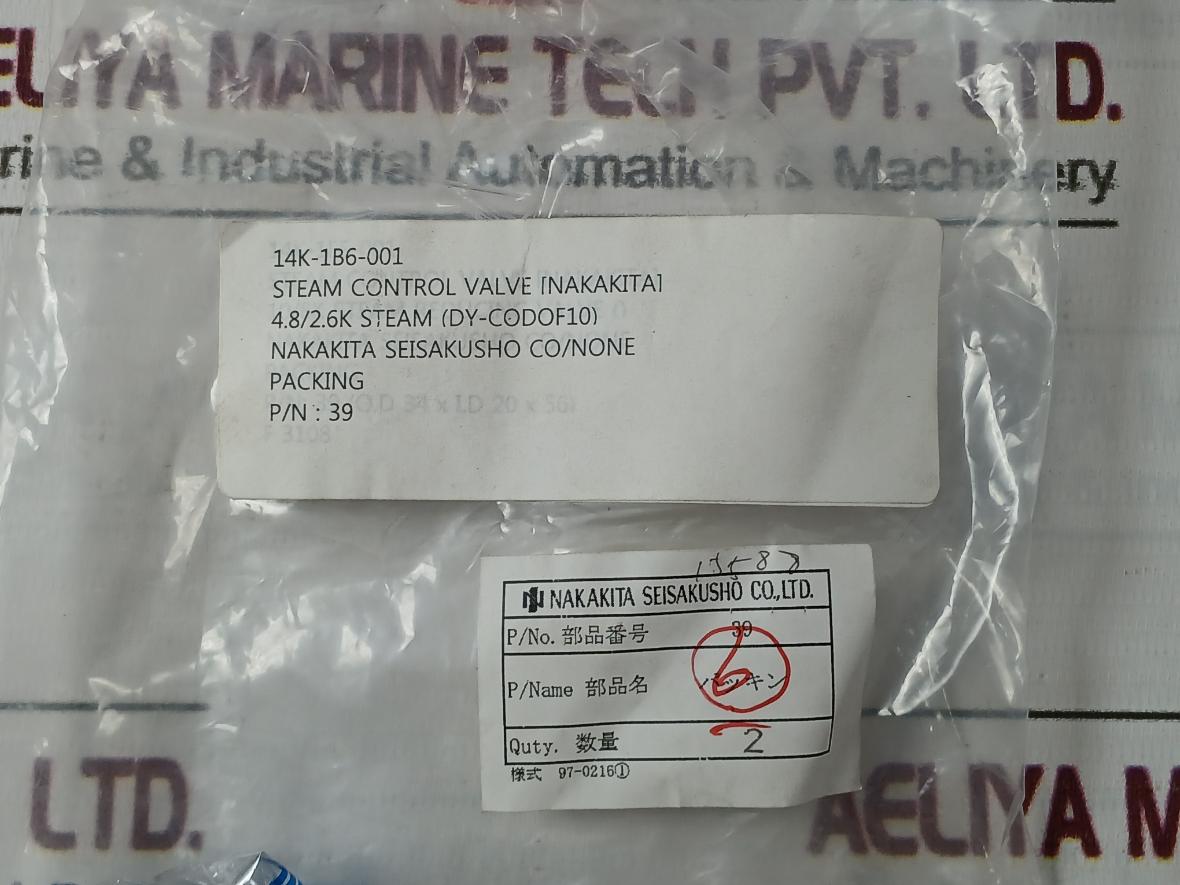 AELIYA MARINE TECH PVT. LTD.
rine & Industrial Automation & Machinery
14K-1B6-001
STEAM CONTROL VALVE [NAKAKITA]
4.8/2.6K STEAM (DY-CODOF10)
NAKAKITA SEISAKUSHO CO/NONE
PACKING
P/N : 39
NAKAKITA SEISAKUSHO CO.,LTD.
P/No. 部品番号 39
6
P/Name 部品名 パッキン
Quty. 数量 2
様式 97-0216①
LTD.
AELIYA M